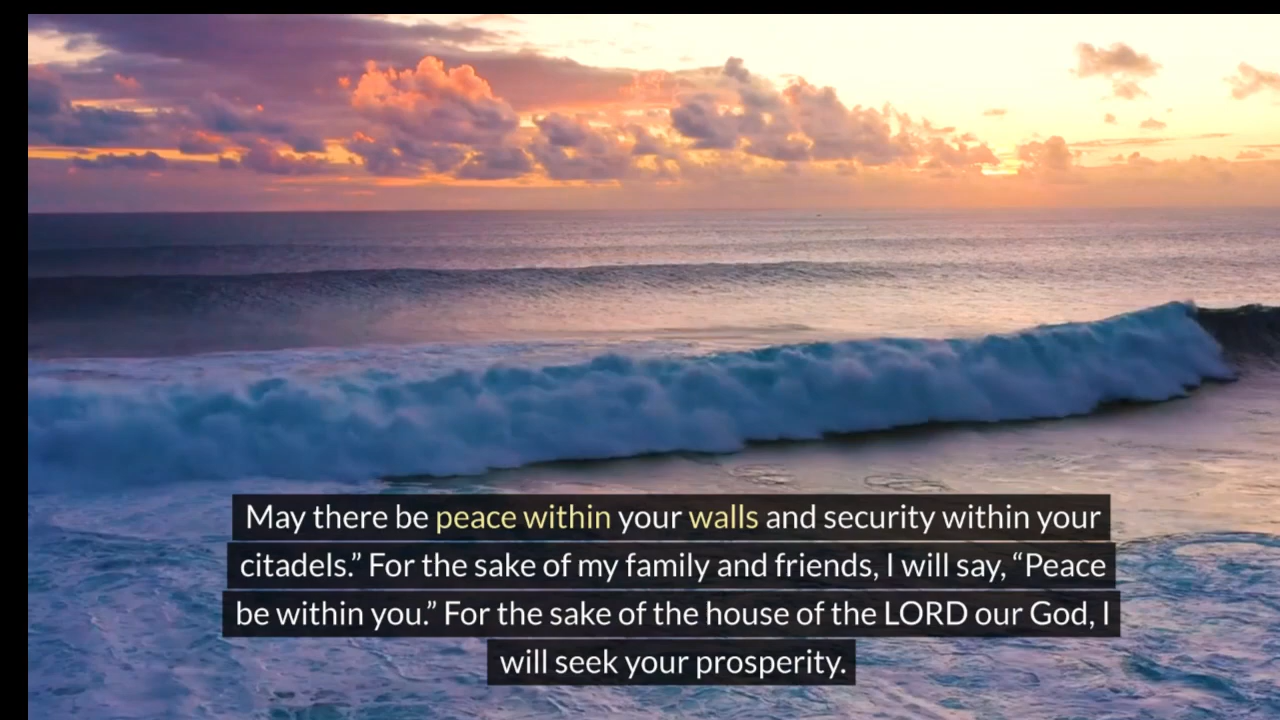 May there be peace within your walls and security within your
citadels.” For the sake of my family and friends, I will say, “Peace
be within you.” For the sake of the house of the LORD our God, I
will seek your prosperity.